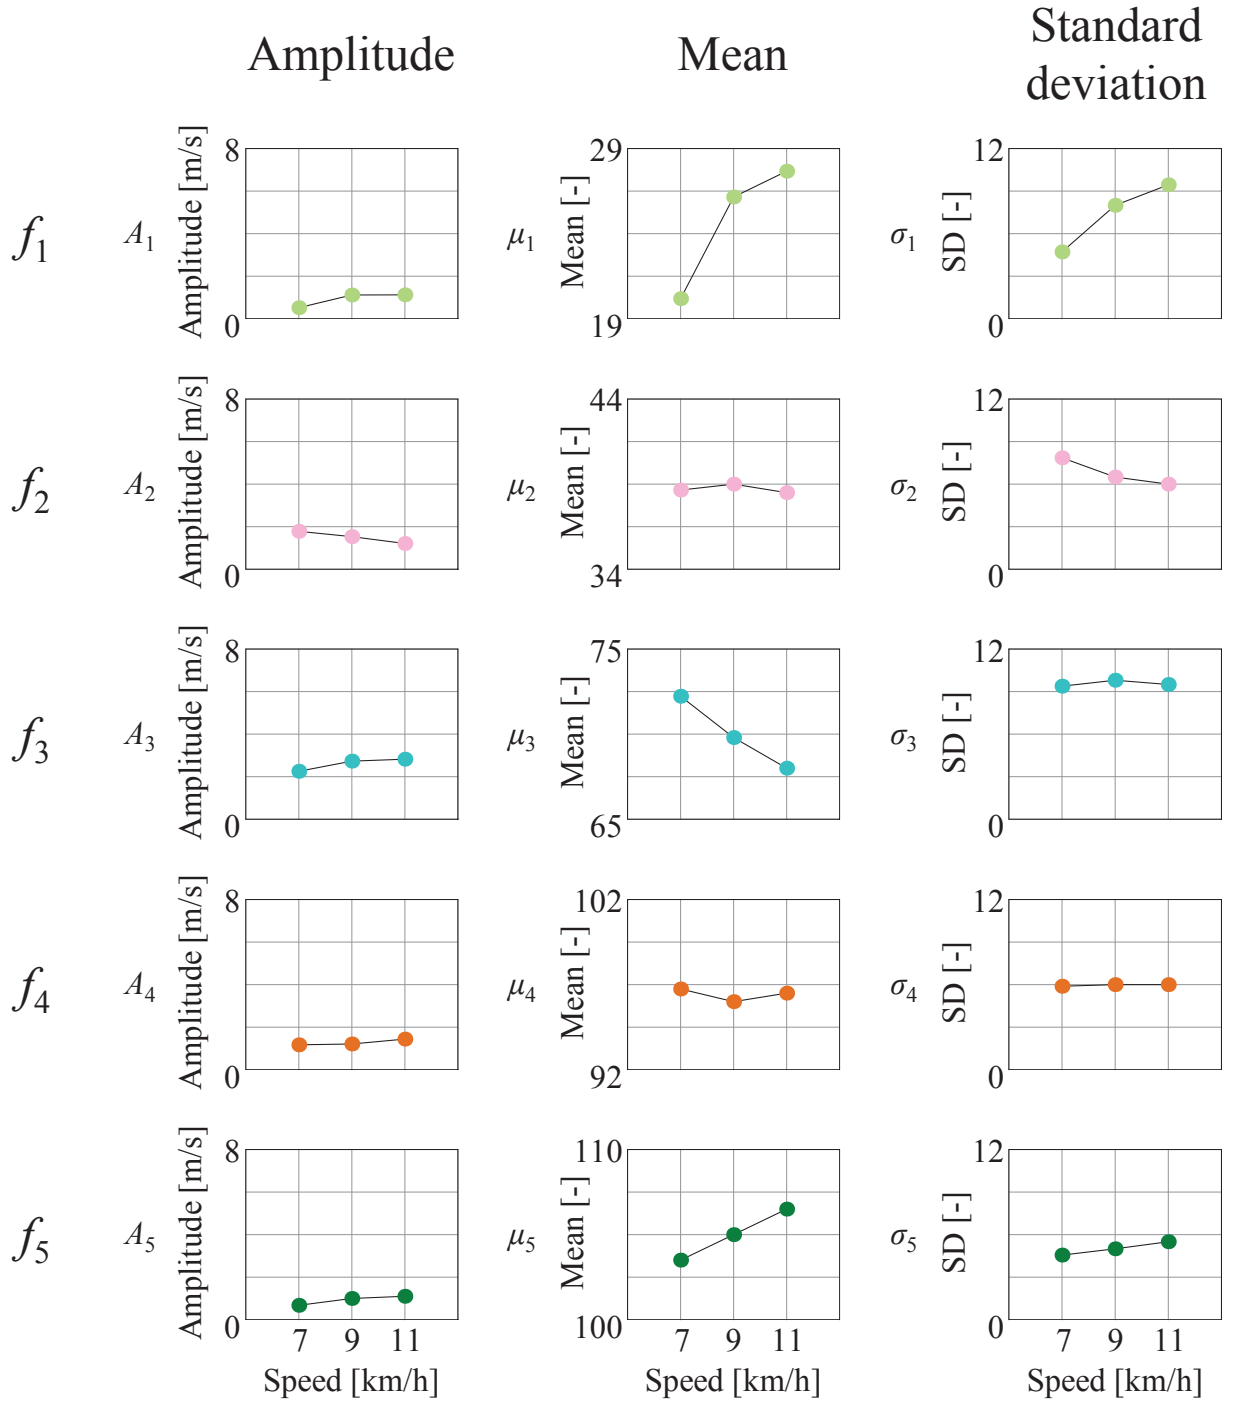 Amplitude
Mean
Standard
deviation
f1
A1
Amplitude [m/s]
8
0
μ1
Mean [-]
29
19
σ1
SD [-]
12
0
f2
A2
Amplitude [m/s]
8
0
μ2
Mean [-]
44
34
σ2
SD [-]
12
0
f3
A3
Amplitude [m/s]
8
0
μ3
Mean [-]
75
65
σ3
SD [-]
12
0
f4
A4
Amplitude [m/s]
8
0
μ4
Mean [-]
102
92
σ4
SD [-]
12
0
f5
A5
Amplitude [m/s]
8
0
μ5
Mean [-]
110
100
σ5
SD [-]
12
0
7 9 11
7 9 11
7 9 11
Speed [km/h]
Speed [km/h]
Speed [km/h]